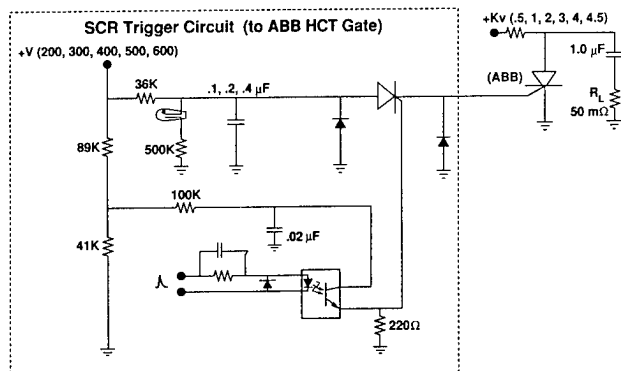 SCR Trigger Circuit (to ABB HCT Gate)
+V (200, 300, 400, 500, 600)
+Kv (.5, 1, 2, 3, 4, 4.5)
36K
.1, .2, .4 µF
1.0 µF
(ABB)
R_L
50 mΩ
500K
89K
100K
.02 µF
41K
220Ω